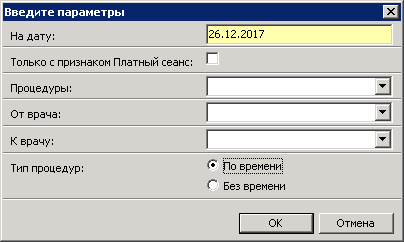 Введите параметры
На дату: 26.12.2017
Только с признаком Платный сеанс:
Процедуры:
От врача:
К врачу:
Тип процедур: По времени
Без времени
OK Отмена